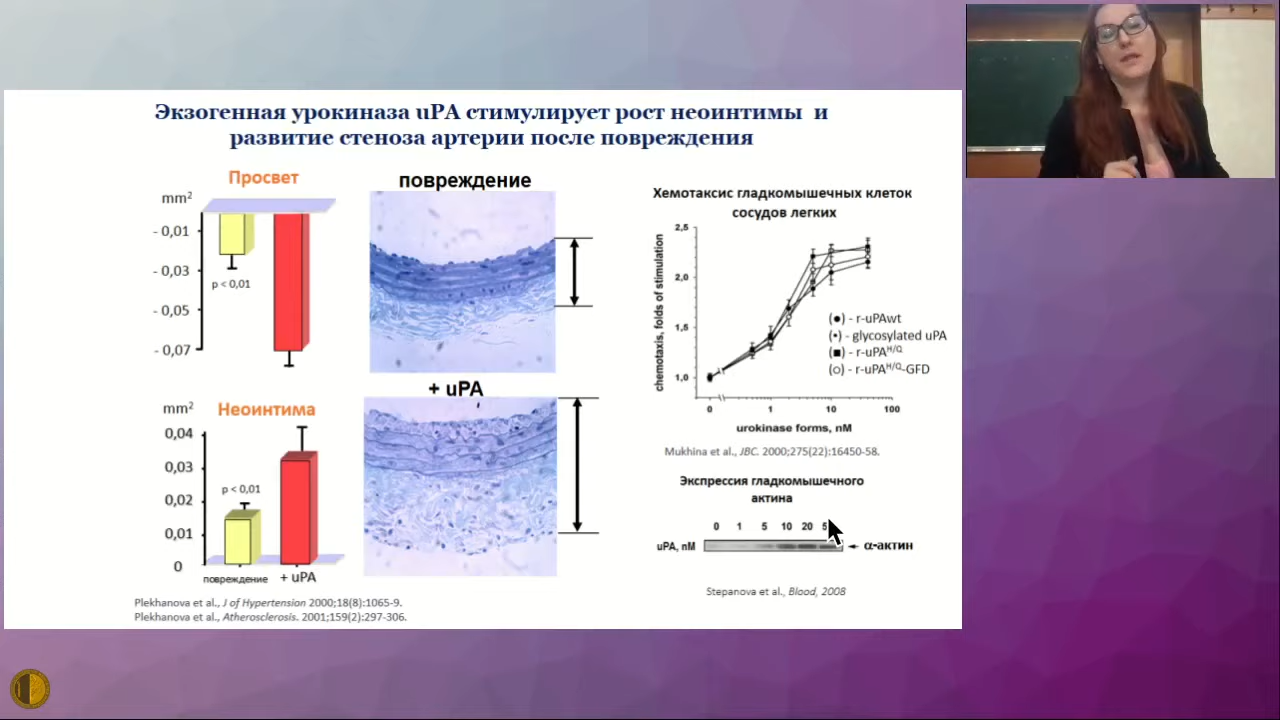 Экзогенная урокиназа uPA стимулирует рост неоинтимы и
развитие стеноза артерии после повреждения
Просвет
mm²
- 0,01
- 0,03
- 0,05
- 0,07
p < 0,01
повреждение
+ uPA
mm²
Неоинтима
0,04
0,03
0,02
0,01
0
p < 0,01
повреждение
+ uPA
Plekhanova et al., J of Hypertension 2000;18(8):1065-9.
Plekhanova et al., Atherosclerosis. 2001;159(2):297-306.
Хемотаксис гладкомышечных клеток
сосудов легких
chemotaxis, folds of stimulation
2,5
2,0
1,5
1,0
0 1 10 100
urokinase forms, nM
(●) - r-uPAwt
(•) - glycosylated uPA
(■) - r-uPAᴴ/Q
(○) - r-uPAᴴ/Q-GFD
Mukhina et al., JBC. 2000;275(22):16450-58.
Экспрессия гладкомышечного
актина
0 1 5 10 20
uPA, nM
α-актин
Stepanova et al., Blood, 2008